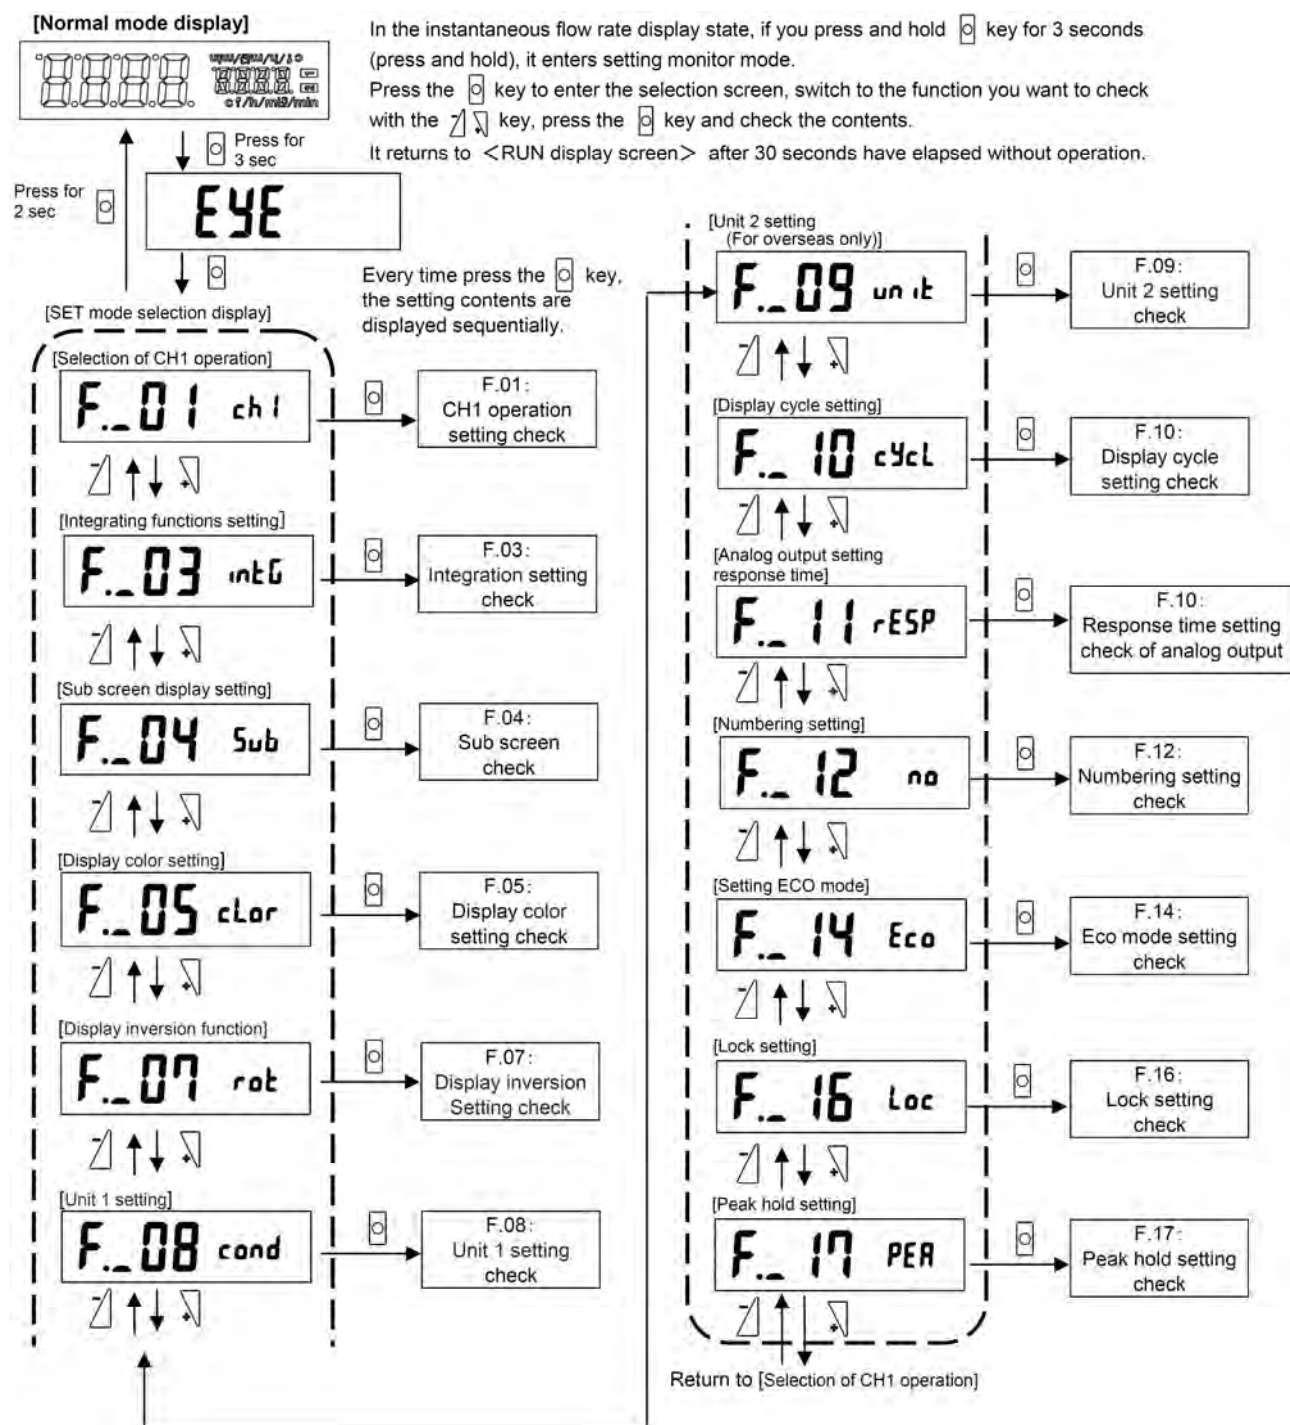 [Normal mode display]
In the instantaneous flow rate display state, if you press and hold key for 3 seconds
(press and hold), it enters setting monitor mode.
Press the key to enter the selection screen, switch to the function you want to check
with the key, press the key and check the contents.
It returns to <RUN display screen> after 30 seconds have elapsed without operation.
cf/h/mlø/min
Press for
3 sec
Press for
2 sec
EYE
Every time press the key,
the setting contents are
displayed sequentially.
[SET mode selection display]
[Selection of CH1 operation]
F._01 ch1
F.01:
CH1 operation
setting check
[Integrating functions setting]
F._03 intG
F.03:
Integration setting
check
[Sub screen display setting]
F._04 Sub
F.04:
Sub screen
check
[Display color setting]
F._05 cLor
F.05:
Display color
setting check
[Display inversion function]
F._07 rot
F.07:
Display inversion
Setting check
[Unit 1 setting]
F._08 cond
F.08:
Unit 1 setting
check
[Unit 2 setting
(For overseas only)]
F._09 unit
F.09:
Unit 2 setting
check
[Display cycle setting]
F._10 cYcL
F.10:
Display cycle
setting check
[Analog output setting
response time]
F._11 rESP
F.10:
Response time setting
check of analog output
[Numbering setting]
F._12 no
F.12:
Numbering setting
check
[Setting ECO mode]
F._14 Eco
F.14:
Eco mode setting
check
[Lock setting]
F._16 Loc
F.16:
Lock setting
check
[Peak hold setting]
F._17 PEA
F.17:
Peak hold setting
check
Return to [Selection of CH1 operation]